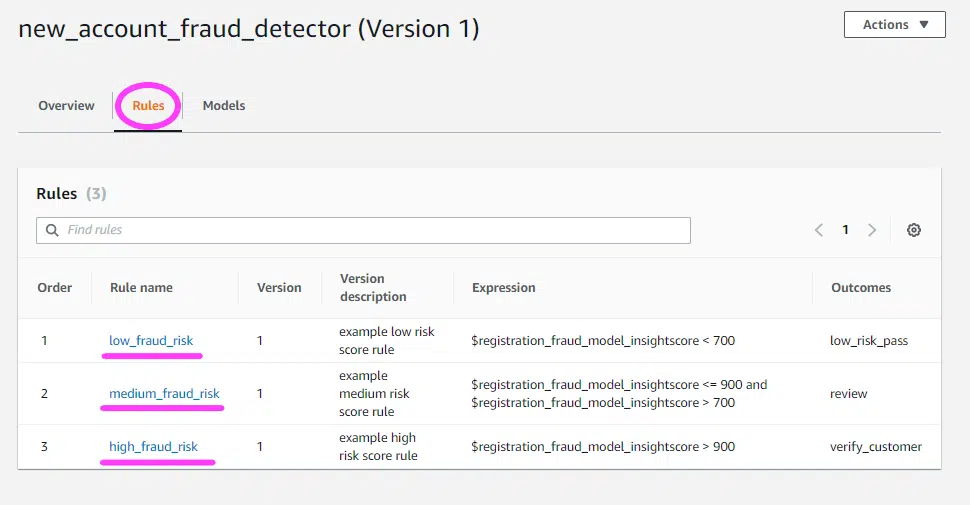 new_account_fraud_detector (Version 1)
Actions ▼
Overview
Rules
Models
Rules (3)
Find rules
1
Order
Rule name
Version
Version description
Expression
Outcomes
1
low_fraud_risk
1
example low risk
score rule
$registration_fraud_model_insightscore < 700
low_risk_pass
2
medium_fraud_risk
1
example
medium risk
score rule
$registration_fraud_model_insightscore <= 900 and
$registration_fraud_model_insightscore > 700
review
3
high_fraud_risk
1
example high
risk score rule
$registration_fraud_model_insightscore > 900
verify_customer